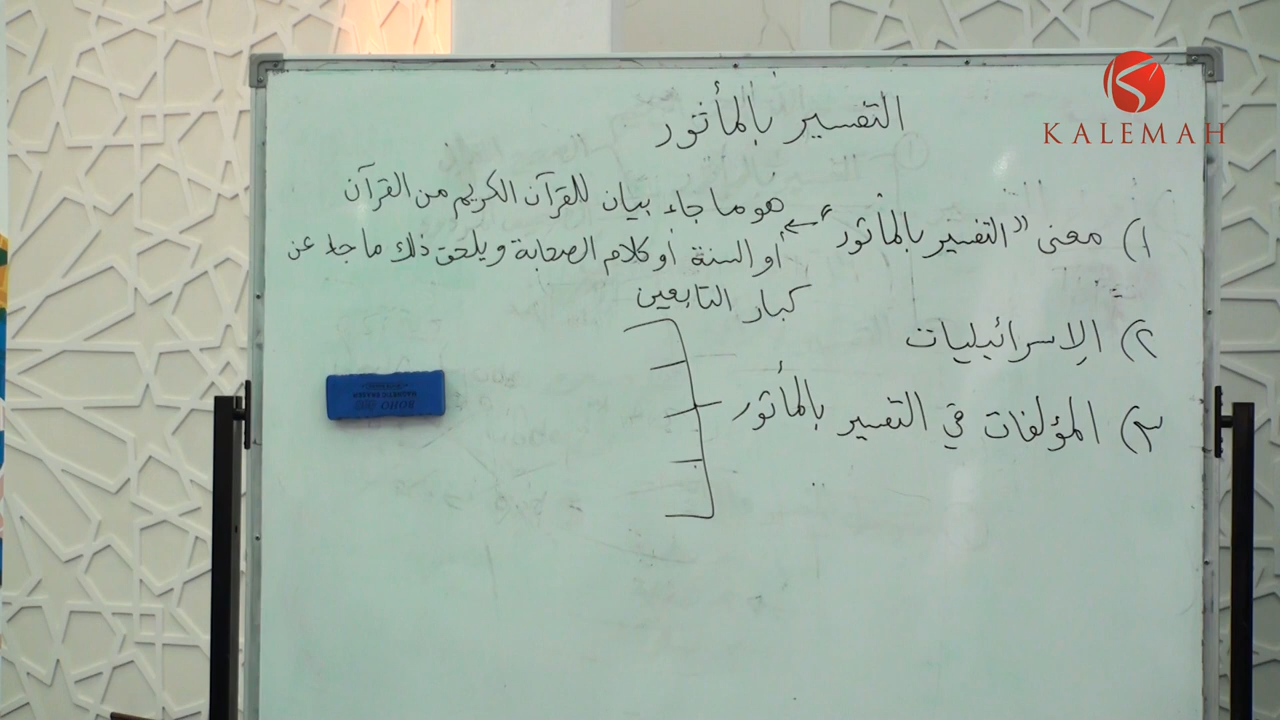 KALEMAH
التفسير بالمأثور
١) معنى "التفسير بالمأثور" ← هو ما جاء بيان للقرآن الكريم من القرآن
أو السنة أو كلام الصحابة ويلحق ذلك ما جاء عن
كبار التابعين
٢) الإسرائيليات
٣) المؤلفات في التفسير بالمأثور